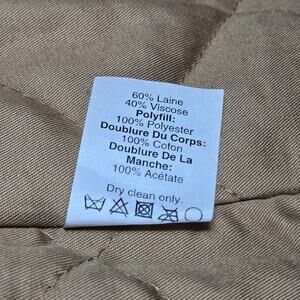 60% Laine
40% Viscose
Polyfill:
100% Polyester
Doublure Du Corps:
100% Coton
Doublure De La
Manche:
100% Acétate
Dry clean only.